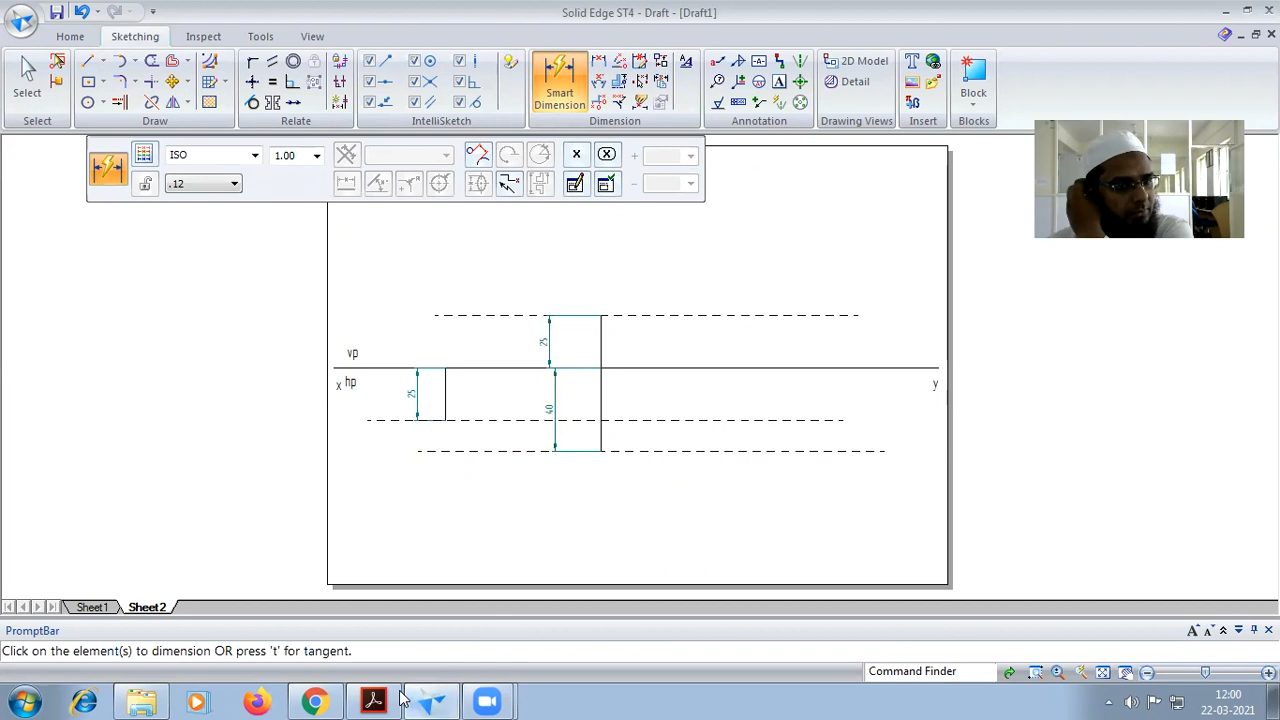 Solid Edge ST4 - Draft - [Draft1]
Home
Sketching
Inspect
Tools
View
Select
Smart
Dimension
2D Model
Detail
Block
Select
Draw
Relate
IntelliSketch
Dimension
Annotation
Drawing Views
Insert
Blocks
ISO
1.00
.12
vp
x
hp
y
25
25
40
Sheet1
Sheet2
PromptBar
Click on the element(s) to dimension OR press 't' for tangent.
Command Finder
12:00
22-03-2021